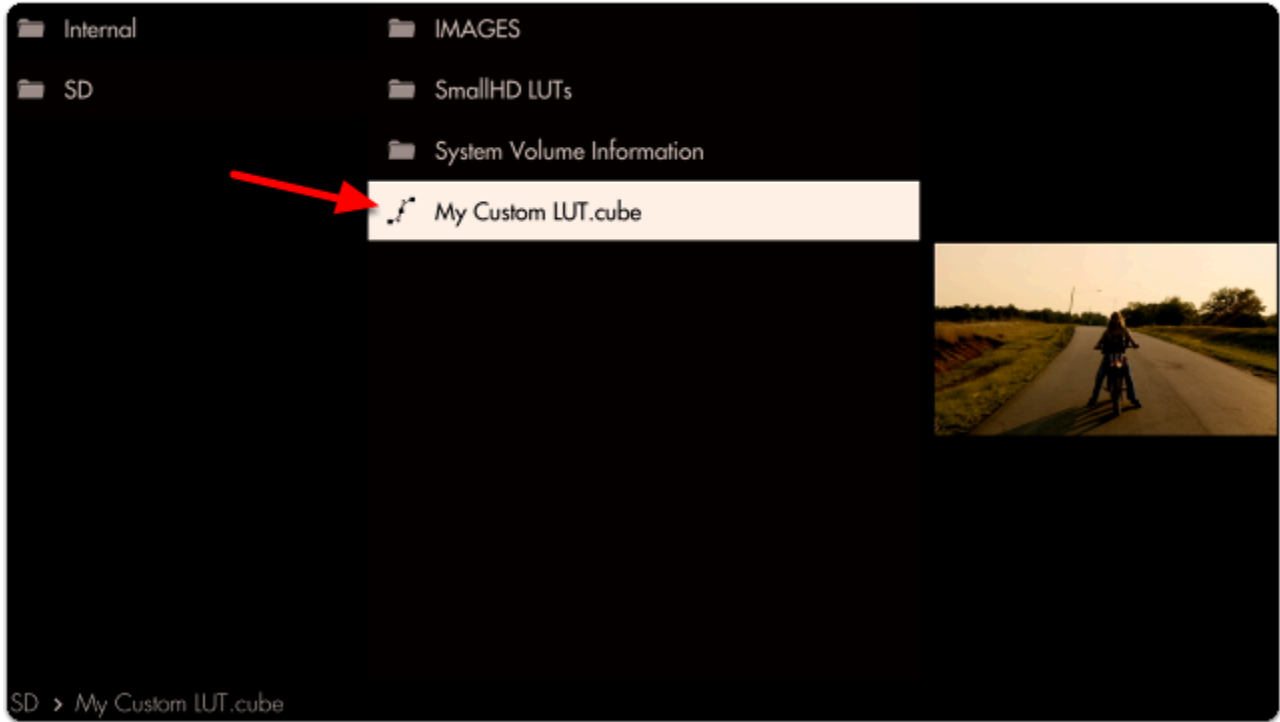 Internal
SD
IMAGES
SmallHD LUTs
System Volume Information
My Custom LUT.cube
SD > My Custom LUT.cube